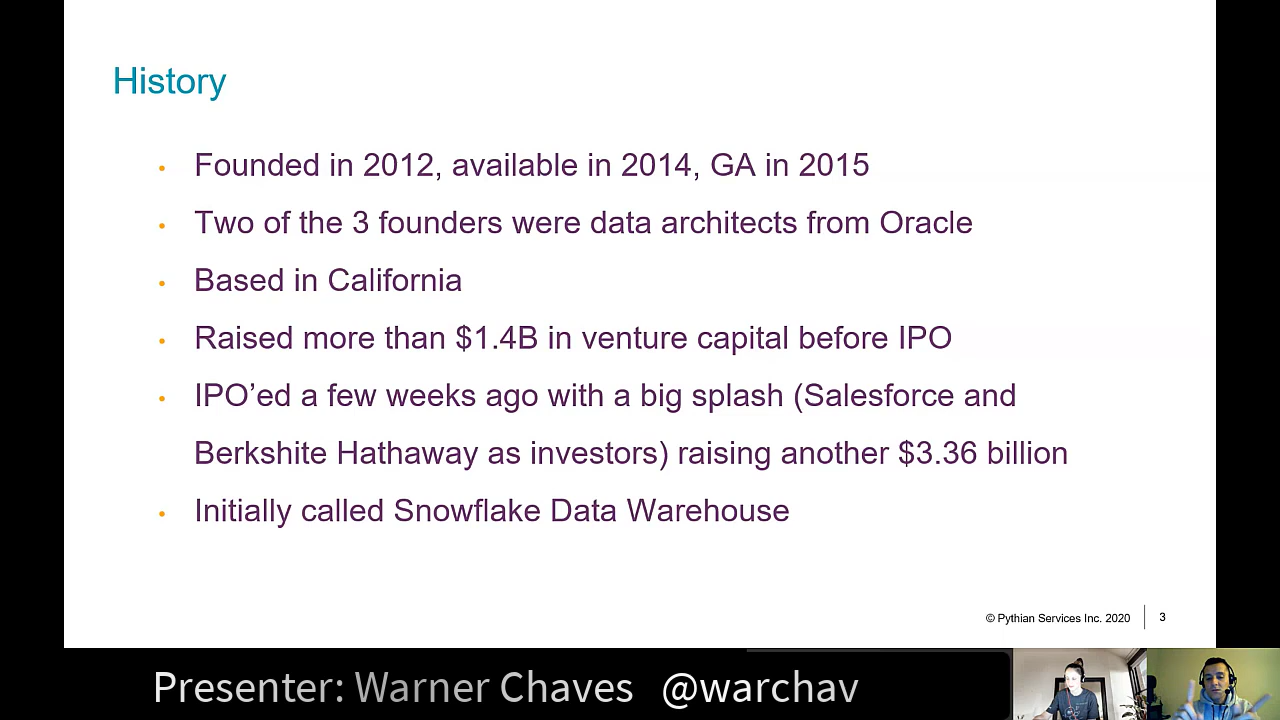 History
• Founded in 2012, available in 2014, GA in 2015
• Two of the 3 founders were data architects from Oracle
• Based in California
• Raised more than $1.4B in venture capital before IPO
• IPO’ed a few weeks ago with a big splash (Salesforce and
Berkshite Hathaway as investors) raising another $3.36 billion
• Initially called Snowflake Data Warehouse
© Pythian Services Inc. 2020 | 3
Presenter: Warner Chaves @warchav